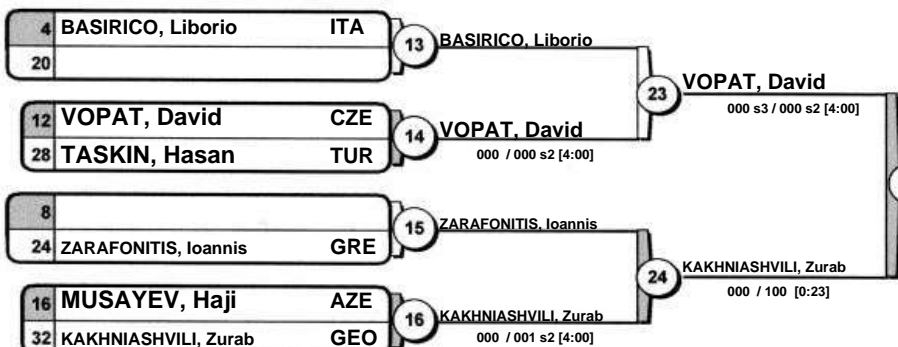 4 BASIRICO, Liborio ITA
20
13
BASIRICO, Liborio
12 VOPAT, David CZE
28 TASKIN, Hasan TUR
14
VOPAT, David
000 / 000 s2 [4:00]
23
VOPAT, David
000 s3 / 000 s2 [4:00]
8
24 ZARAFONITIS, Ioannis GRE
15
ZARAFONITIS, Ioannis
16 MUSAYEV, Haji AZE
32 KAKHNIASHVILI, Zurab GEO
16
KAKHNIASHVILI, Zurab
000 / 001 s2 [4:00]
24
KAKHNIASHVILI, Zurab
000 / 100 [0:23]